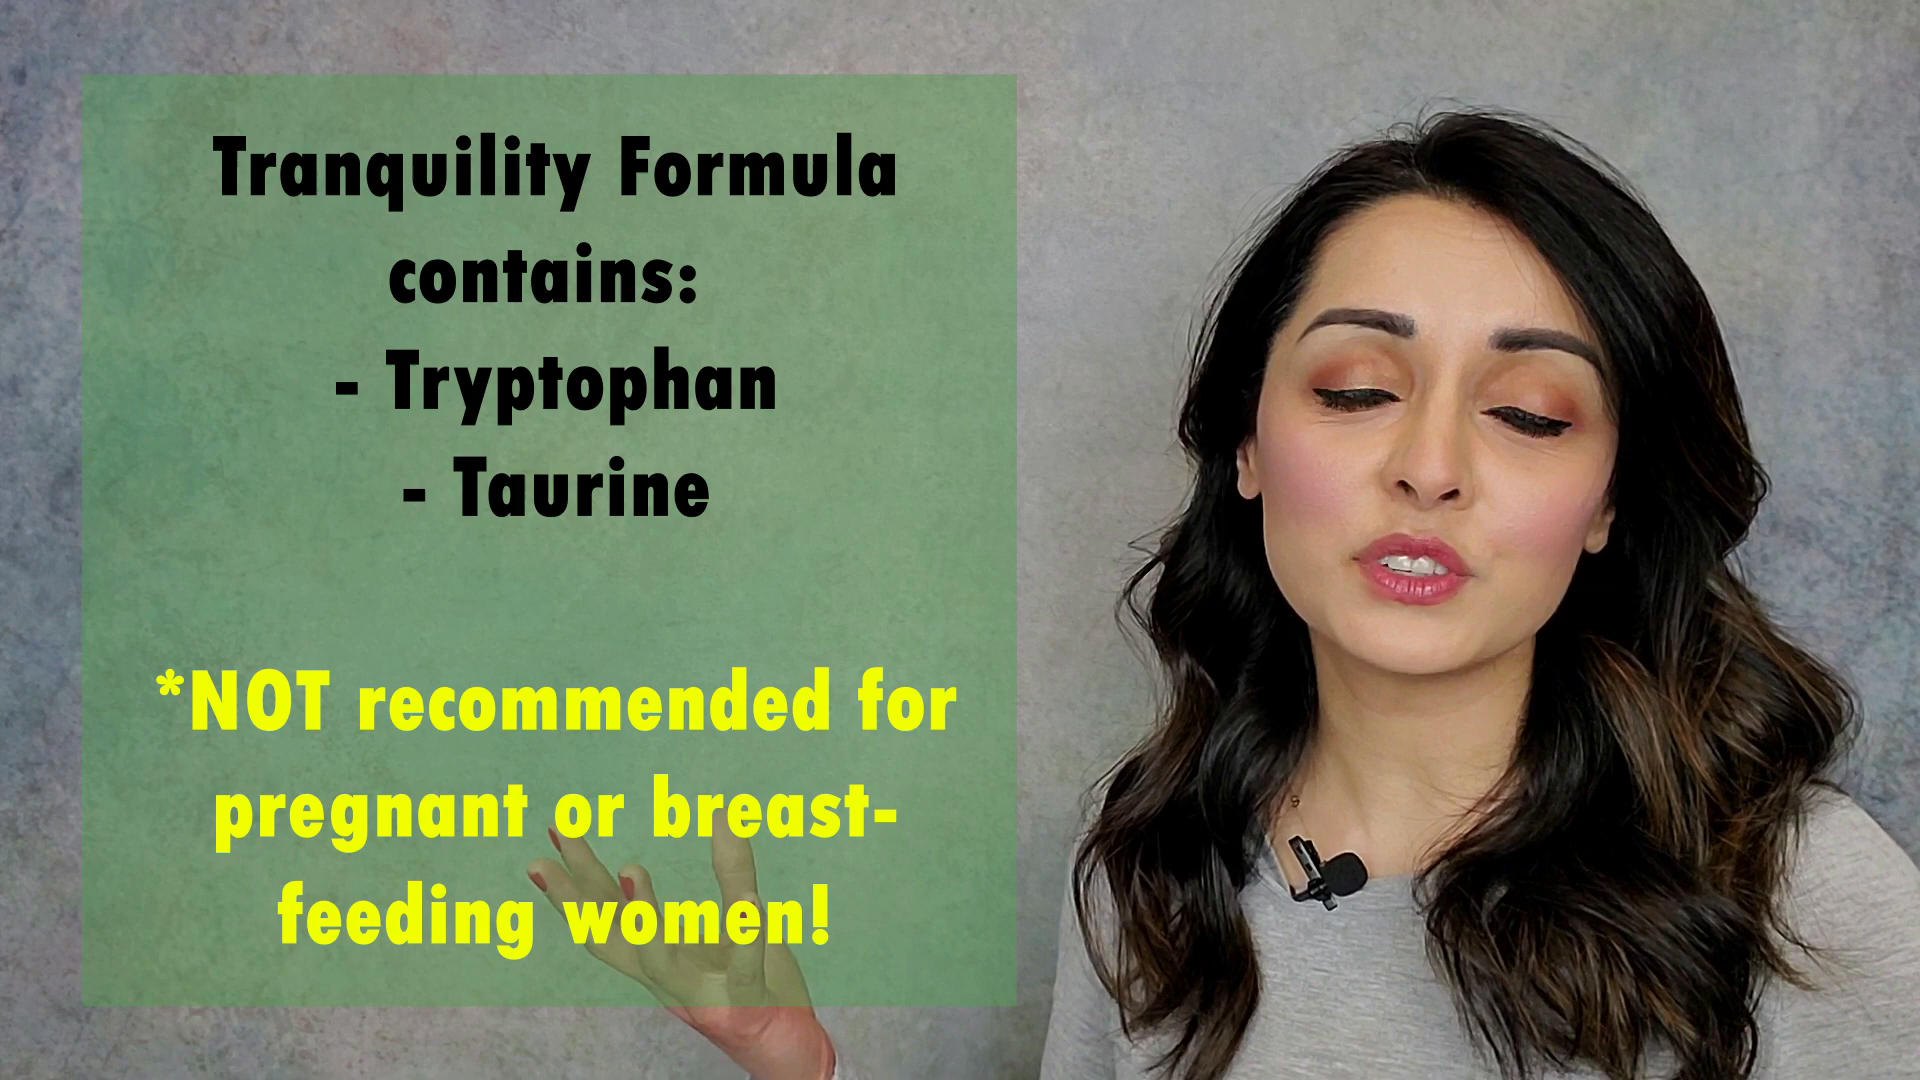 Tranquility Formula
contains:
- Tryptophan
- Taurine
*NOT recommended for
pregnant or breast-
feeding women!